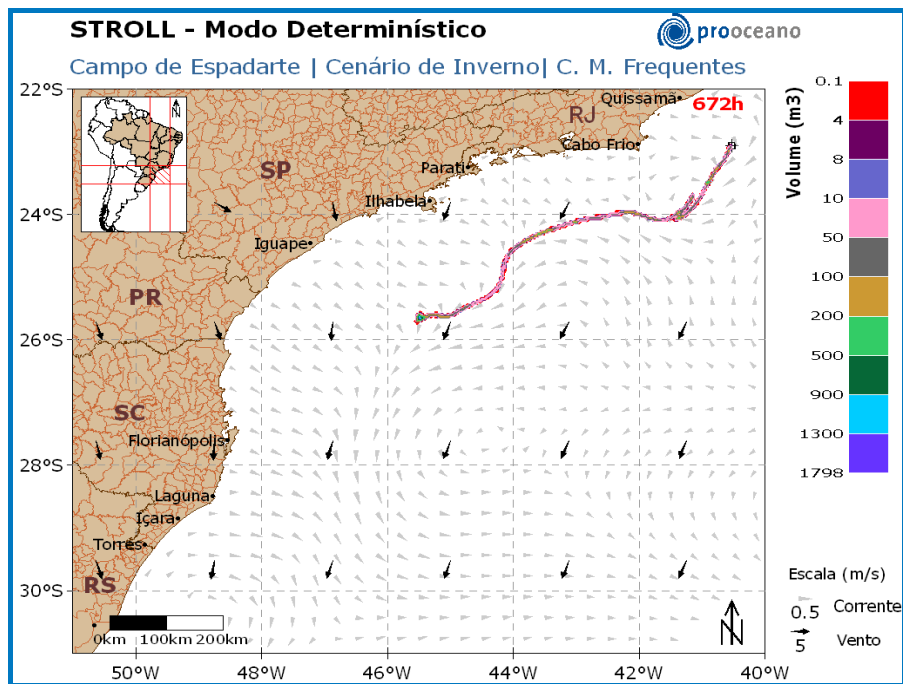 STROLL - Modo Determinístico
prooceano
Campo de Espadarte | Cenário de Inverno| C. M. Frequentes
22°S
24°S
26°S
28°S
30°S
50°W
48°W
46°W
44°W
42°W
40°W
N
672h
Quissamã
RJ
Cabo Frio
Parati
SP
Ilhabela
Iguape
PR
SC
Florianópolis
Laguna
Içara
Torres
RS
0km 100km 200km
N
Volume (m3)
0.1
4
8
10
50
100
200
500
900
1300
1798
Escala (m/s)
0.5 Corrente
5 Vento